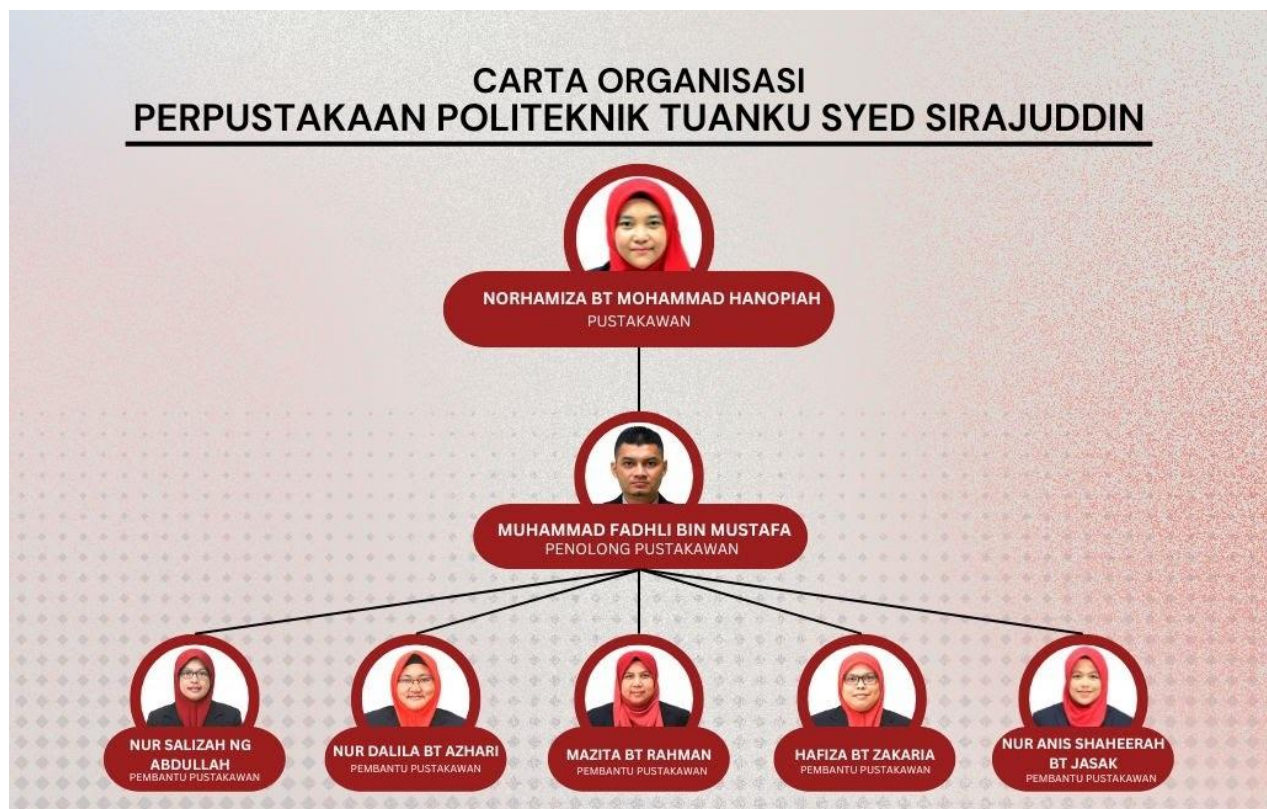 CARTA ORGANISASI
PERPUSTAKAAN POLITEKNIK TUANKU SYED SIRAJUDDIN
NORHAMIZA BT MOHAMMAD HANOPIAH
PUSTAKAWAN
MUHAMMAD FADHLI BIN MUSTAFA
PENOLONG PUSTAKAWAN
NUR SALIZAH NG
ABDULLAH
PEMBANTU PUSTAKAWAN
NUR DALILA BT AZHARI
PEMBANTU PUSTAKAWAN
MAZITA BT RAHMAN
PEMBANTU PUSTAKAWAN
HAFIZA BT ZAKARIA
PEMBANTU PUSTAKAWAN
NUR ANIS SHAHEERAH
BT JASAK
PEMBANTU PUSTAKAWAN